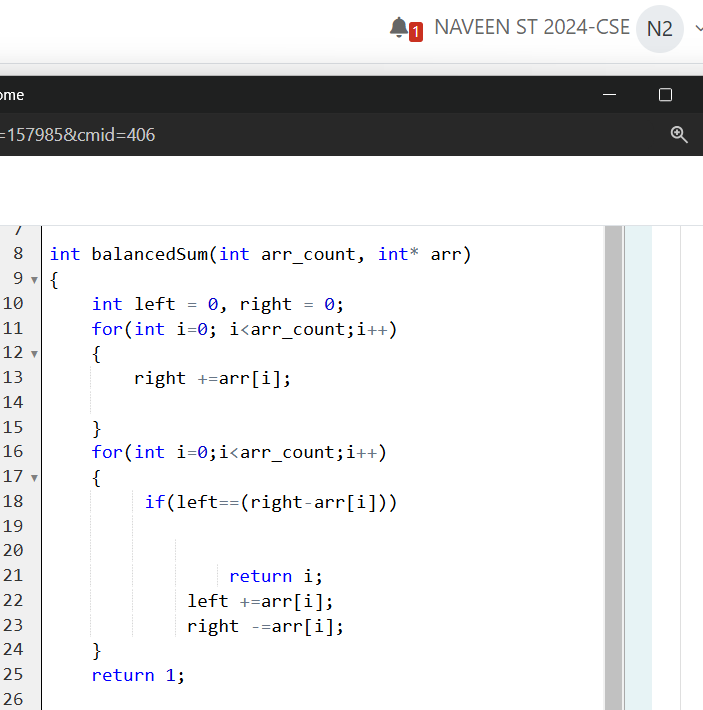 1 NAVEEN ST 2024-CSE N2
ome
=157985&cmid=406
7
8 int balancedSum(int arr_count, int* arr)
9 {
10 int left = 0, right = 0;
11 for(int i=0; i<arr_count;i++)
12 {
13 right +=arr[i];
14
15 }
16 for(int i=0;i<arr_count;i++)
17 {
18 if(left==(right-arr[i]))
19
20
21 return i;
22 left +=arr[i];
23 right -=arr[i];
24 }
25 return 1;
26